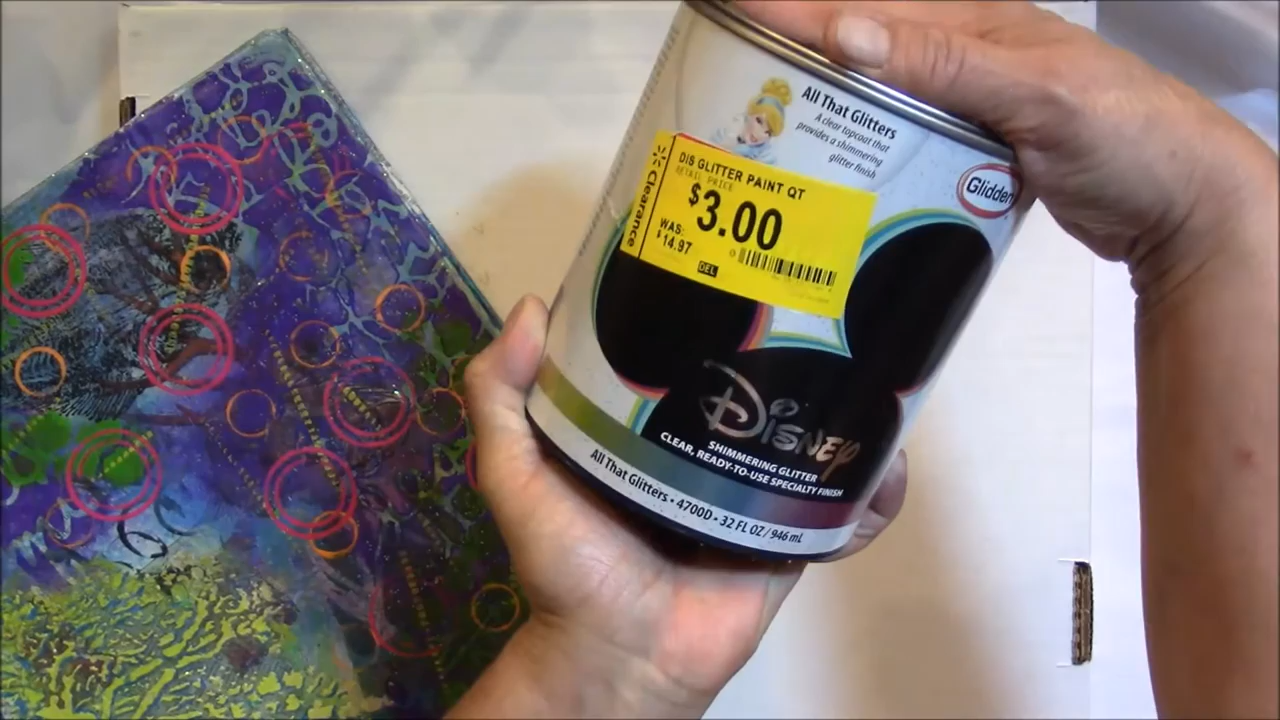 All That Glitters
A clear topcoat that
provides a shimmering
glitter finish
Glidden
Clearance
DIS GLITTER PAINT QT
RETAIL PRICE
$3.00
WAS:
$14.97
DEL
Disney
SHIMMERING GLITTER
CLEAR, READY-TO-USE SPECIALTY FINISH
All That Glitters • 4700D • 32 FL OZ / 946 mL